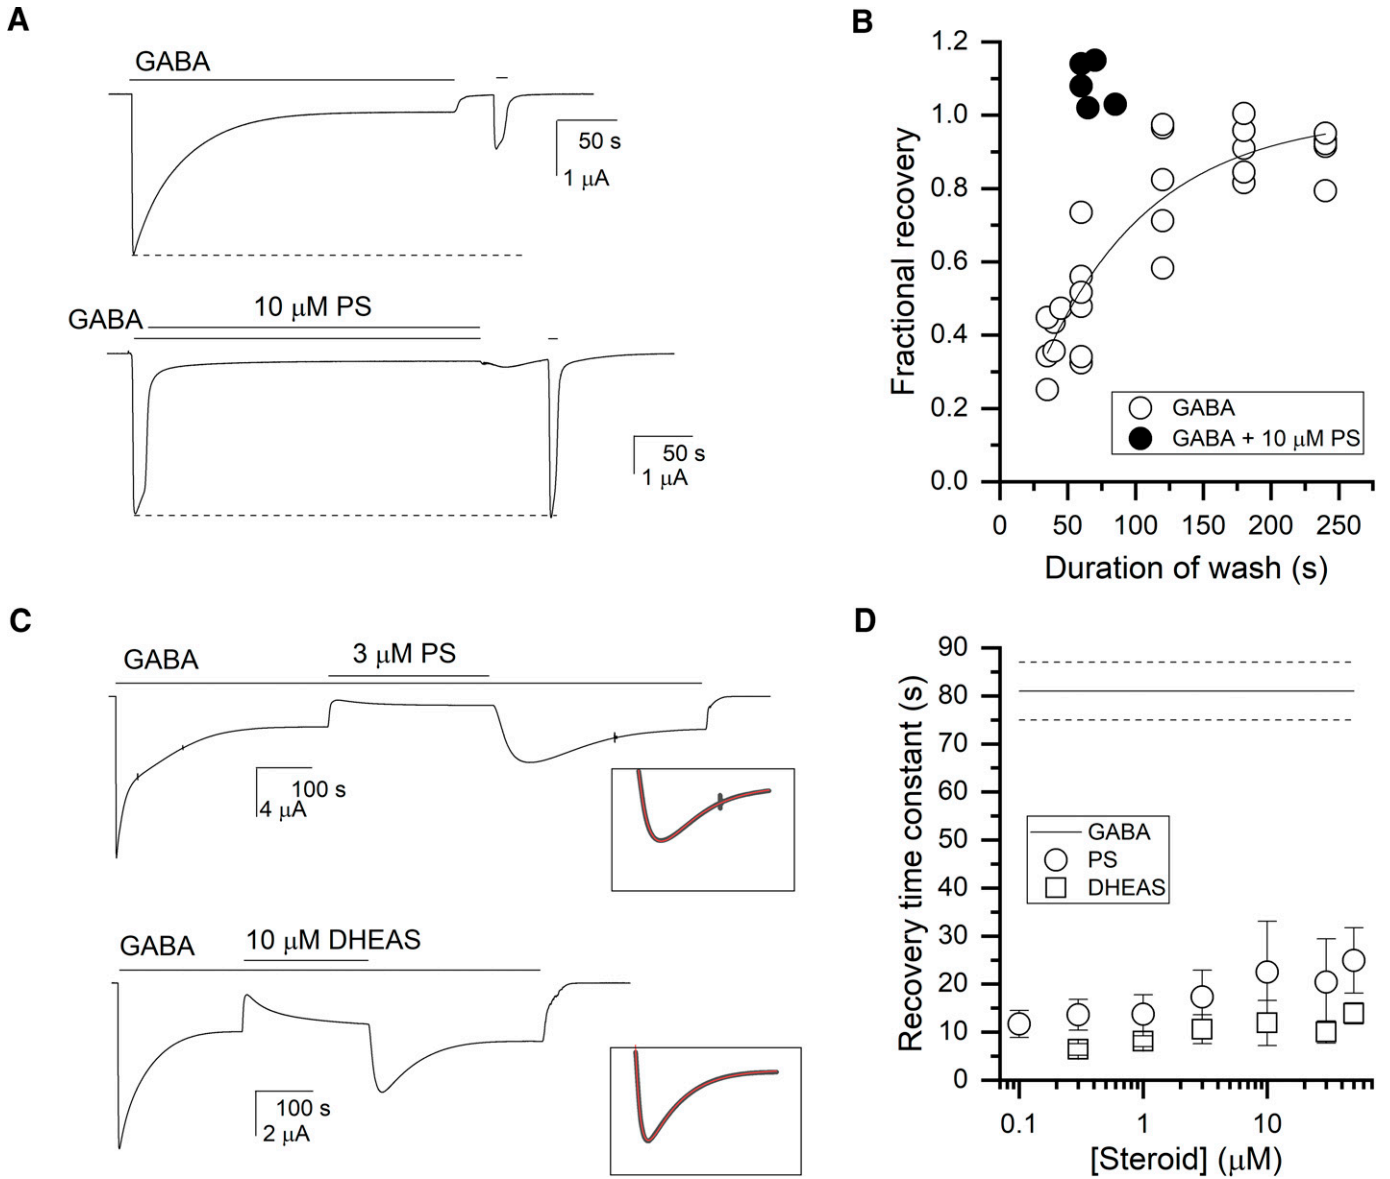 A
GABA
50 s
1 μA
10 μM PS
GABA
50 s
1 μA
B
Fractional recovery
1.2
1.0
0.8
0.6
0.4
0.2
0.0
GABA
GABA + 10 μM PS
0 50 100 150 200 250
Duration of wash (s)
C
GABA
3 μM PS
100 s
4 μA
GABA
10 μM DHEAS
100 s
2 μA
D
Recovery time constant (s)
90
80
70
60
50
40
30
20
10
0
GABA
PS
DHEAS
0.1 1 10
[Steroid] (μM)